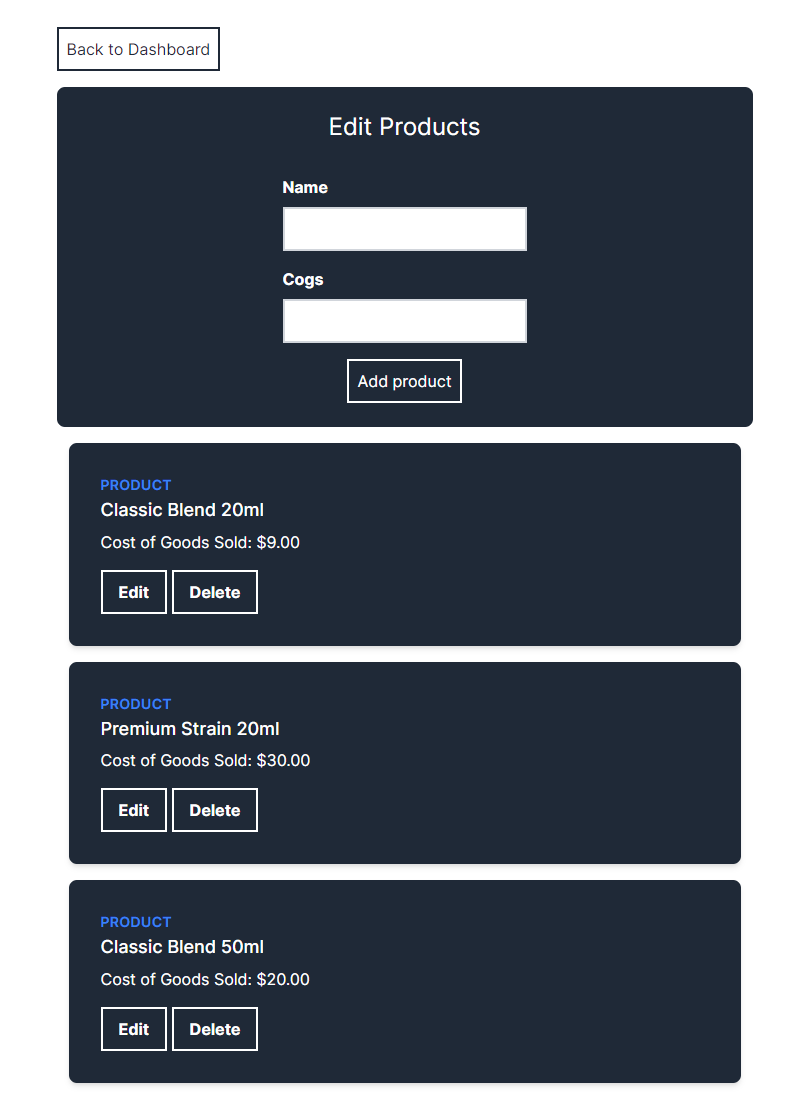 Back to Dashboard
Edit Products
Name
Cogs
Add product
PRODUCT
Classic Blend 20ml
Cost of Goods Sold: $9.00
Edit Delete
PRODUCT
Premium Strain 20ml
Cost of Goods Sold: $30.00
Edit Delete
PRODUCT
Classic Blend 50ml
Cost of Goods Sold: $20.00
Edit Delete